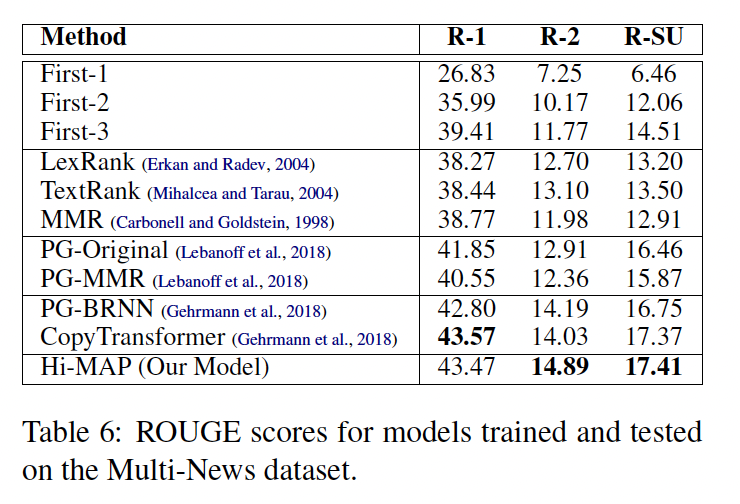 Method R-1 R-2 R-SU
First-1 26.83 7.25 6.46
First-2 35.99 10.17 12.06
First-3 39.41 11.77 14.51
LexRank (Erkan and Radev, 2004) 38.27 12.70 13.20
TextRank (Mihalcea and Tarau, 2004) 38.44 13.10 13.50
MMR (Carbonell and Goldstein, 1998) 38.77 11.98 12.91
PG-Original (Lebanoff et al., 2018) 41.85 12.91 16.46
PG-MMR (Lebanoff et al., 2018) 40.55 12.36 15.87
PG-BRNN (Gehrmann et al., 2018) 42.80 14.19 16.75
CopyTransformer (Gehrmann et al., 2018) 43.57 14.03 17.37
Hi-MAP (Our Model) 43.47 14.89 17.41
Table 6: ROUGE scores for models trained and tested
on the Multi-News dataset.